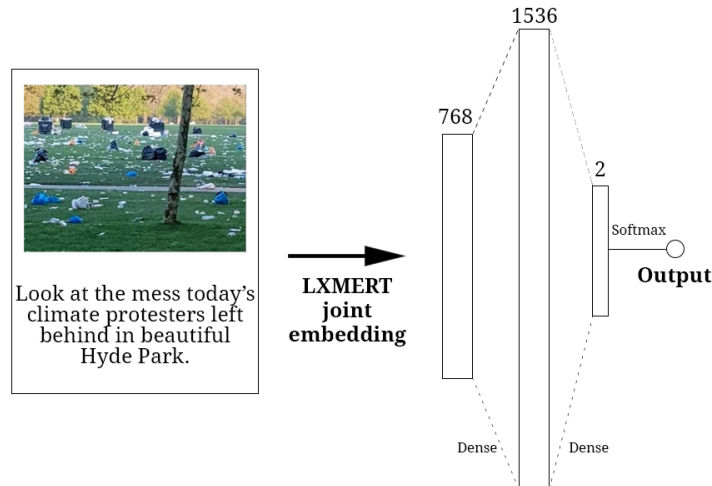 Look at the mess today's
climate protesters left
behind in beautiful
Hyde Park.
LXMERT
joint
embedding
768
1536
2
Dense
Dense
Softmax
Output